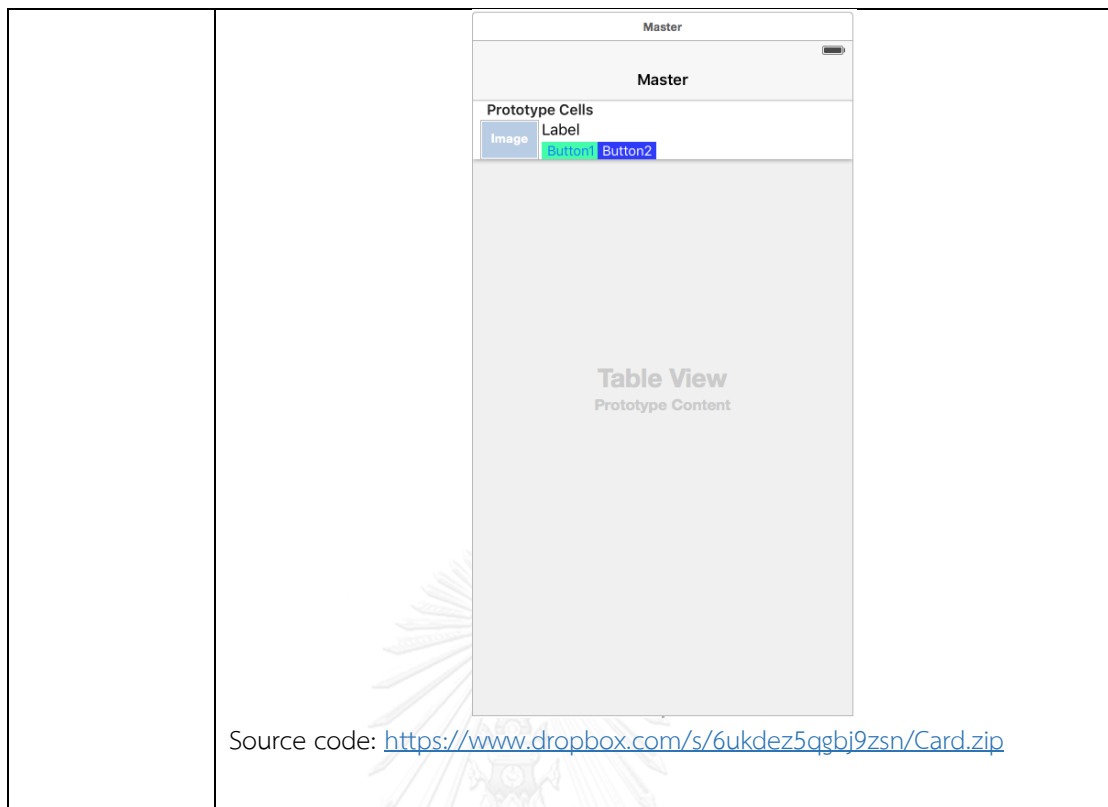 Master
Master
Prototype Cells
Image
Label
Button1 Button2
Table View
Prototype Content
Source code: https://www.dropbox.com/s/6ukdez5qgbj9zsn/Card.zip